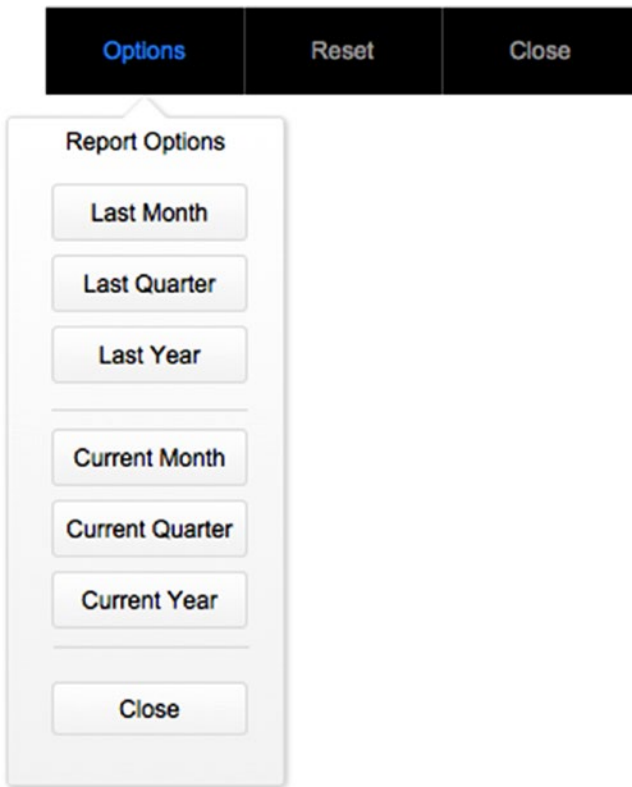 Options Reset Close
Report Options
Last Month
Last Quarter
Last Year
Current Month
Current Quarter
Current Year
Close